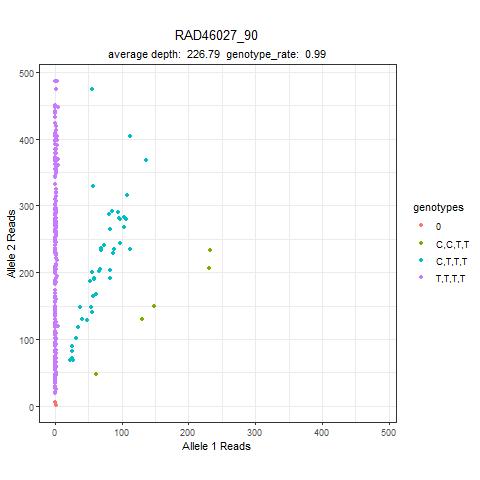 RAD46027_90
average depth:  226.79  genotype_rate:  0.99
500
400
300
200
100
0
Allele 2 Reads
0 100 200 300 400 500
Allele 1 Reads
genotypes
0
C,C,T,T
C,T,T,T
T,T,T,T